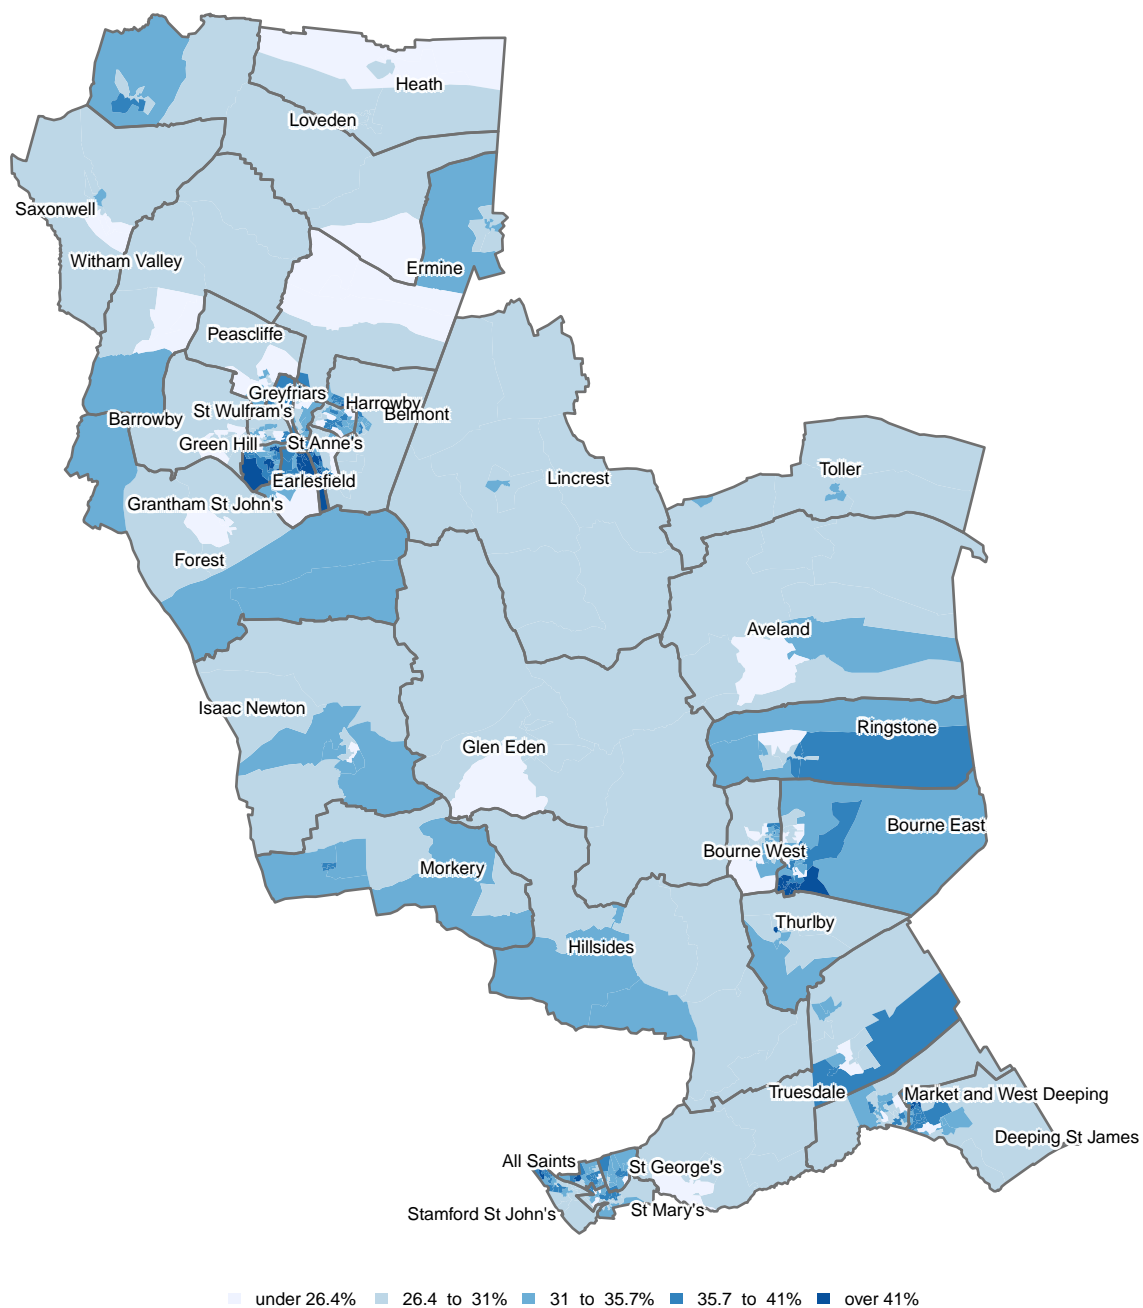 Heath
Loveden
Saxonwell
Witham Valley
Ermine
Peascliffe
Greyfriars
Harrowby
St Wulfram's
Belmont
Barrowby
Green Hill
St Anne's
Toller
Lincrest
Earlesfield
Grantham St John's
Forest
Aveland
Isaac Newton
Ringstone
Glen Eden
Bourne East
Bourne West
Morkery
Thurlby
Hillsides
Truesdale
Market and West Deeping
Deeping St James
All Saints
St George's
St Mary's
Stamford St John's
under 26.4% 26.4 to 31% 31 to 35.7% 35.7 to 41% over 41%